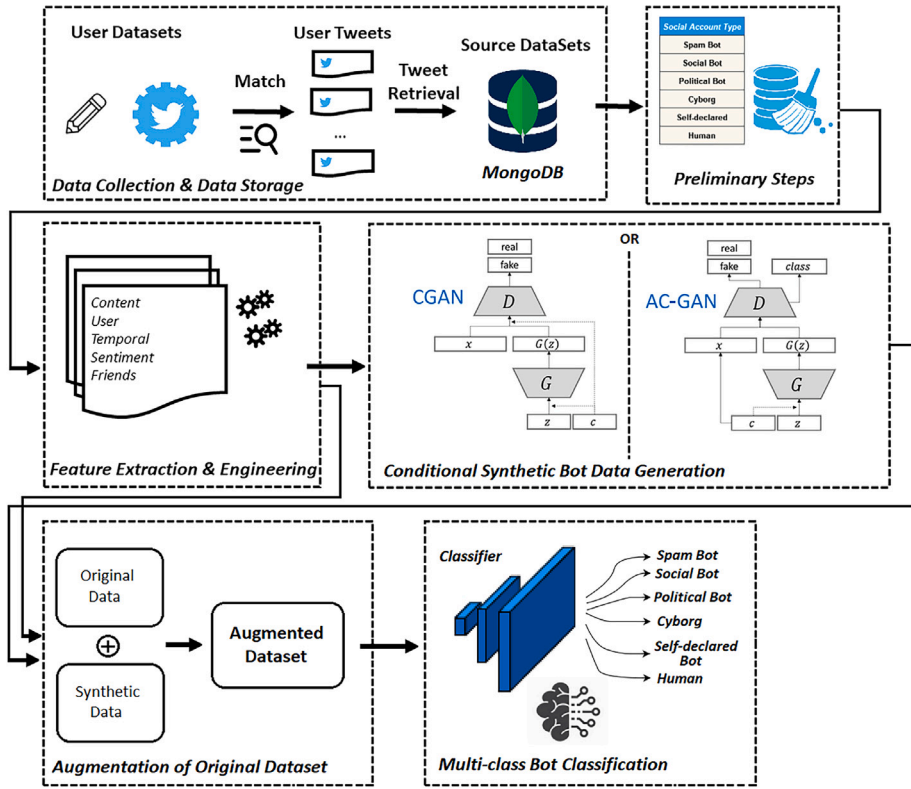 User Datasets
User Tweets
Match
...
Tweet
Retrieval
Source DataSets
MongoDB
Data Collection & Data Storage
Social Account Type
Spam Bot
Social Bot
Political Bot
Cyborg
Self-declared
Human
Preliminary Steps
Content
User
Temporal
Sentiment
Friends
Feature Extraction & Engineering
OR
real
fake
CGAN
D
x
G(z)
G
z
c
real
fake
class
AC-GAN
D
x
G(z)
G
c
z
Conditional Synthetic Bot Data Generation
Original
Data
Synthetic
Data
Augmented
Dataset
Augmentation of Original Dataset
Classifier
Spam Bot
Social Bot
Political Bot
Cyborg
Self-declared
Bot
Human
Multi-class Bot Classification